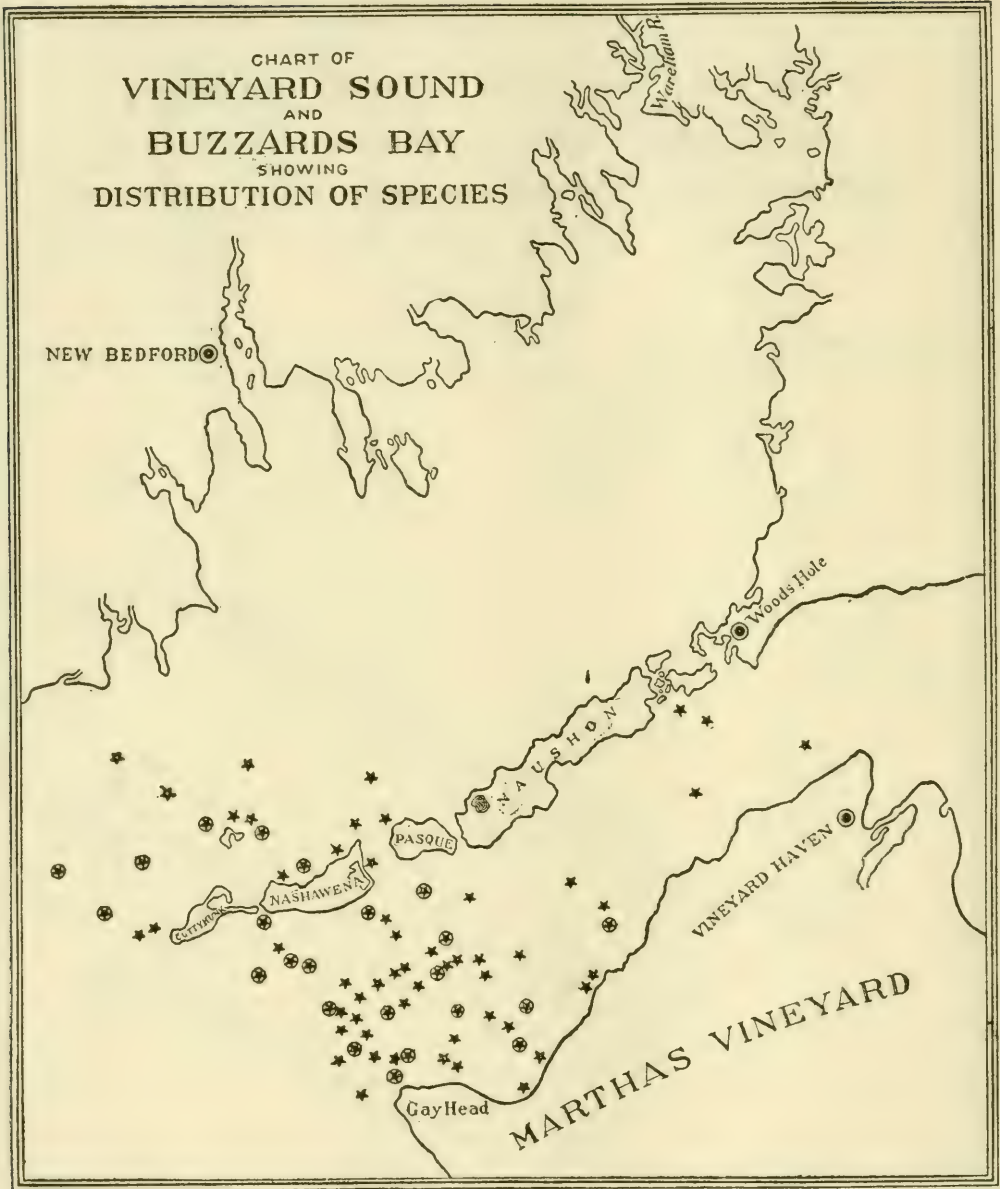 CHART OF
VINEYARD SOUND
AND
BUZZARDS BAY
SHOWING
DISTRIBUTION OF SPECIES
Wareham R.
NEW BEDFORD
Woods Hole
NAUSHON
PASQUE
NASHAWENA
CUTTYHUNK
VINEYARD HAVEN
MARTHAS VINEYARD
Gay Head